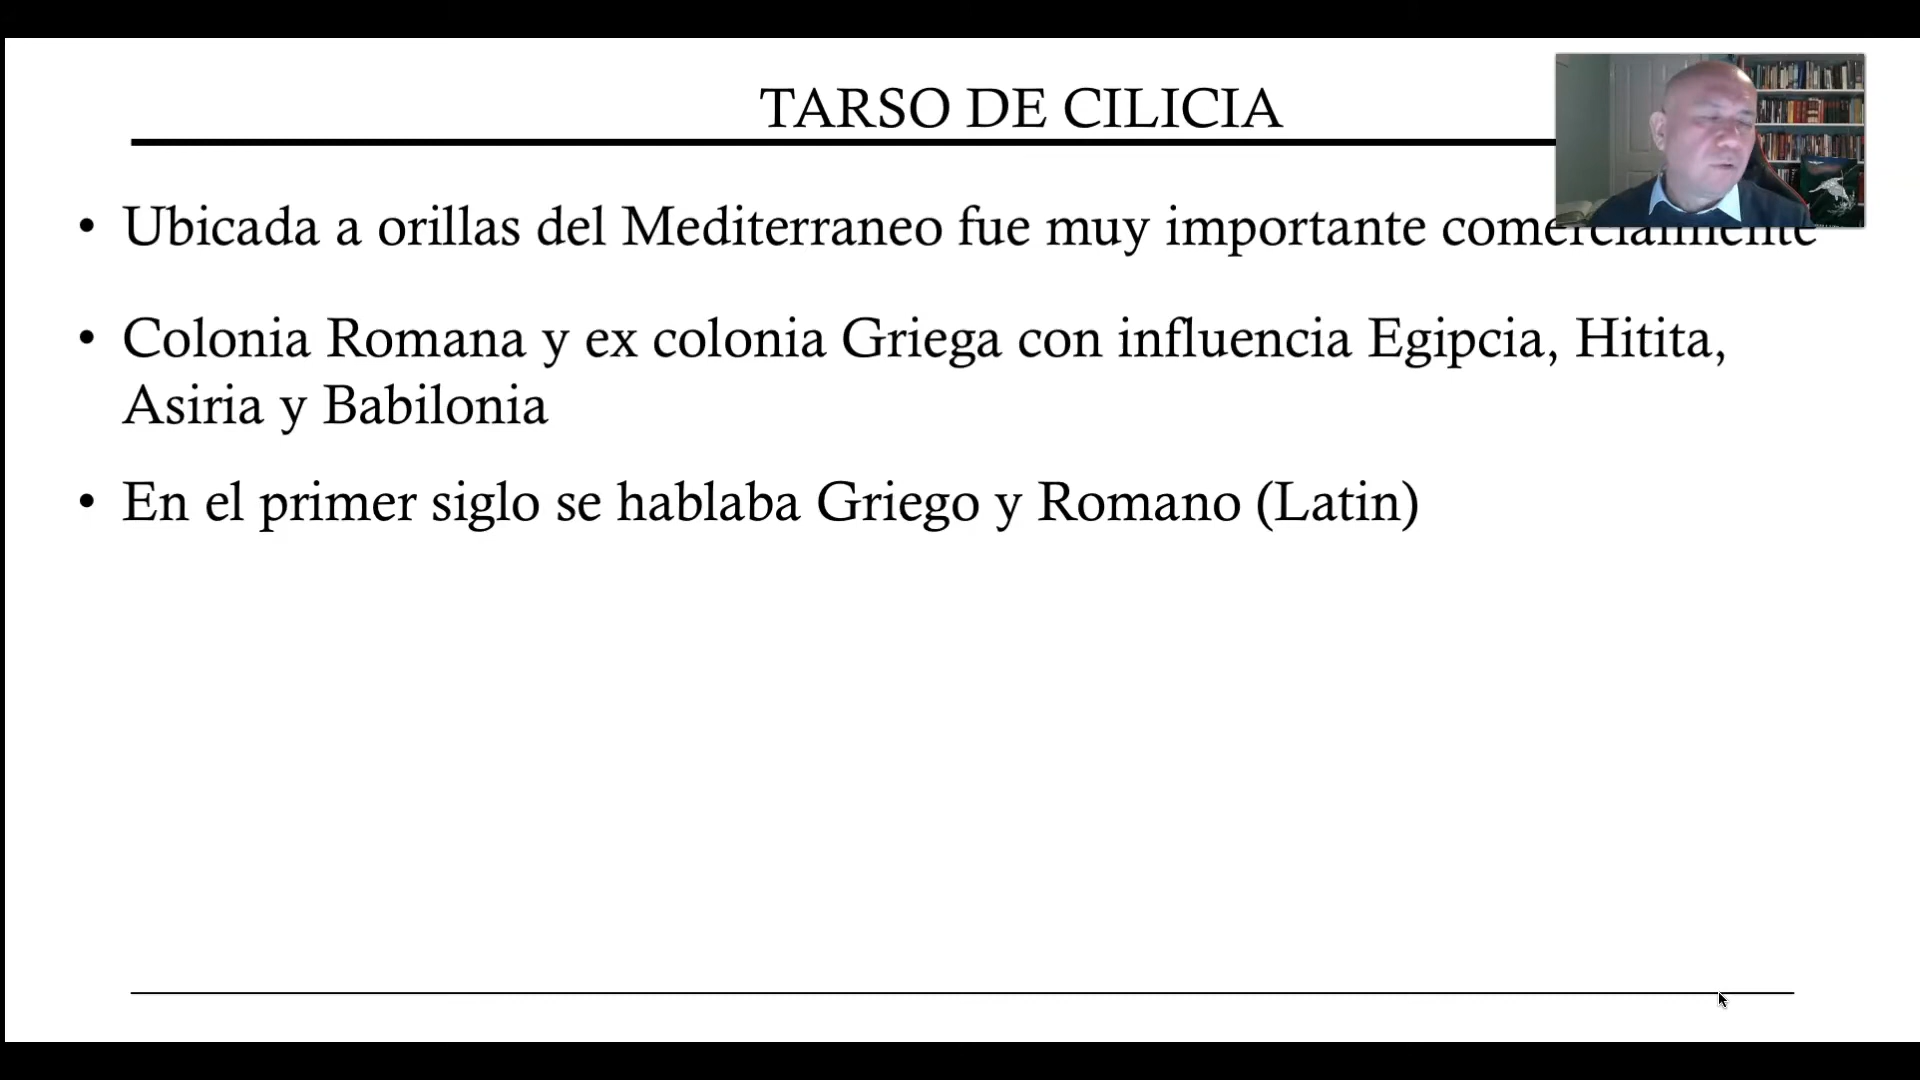 TARSO DE CILICIA
• Ubicada a orillas del Mediterraneo fue muy importante comercialmente
• Colonia Romana y ex colonia Griega con influencia Egipcia, Hitita,
Asiria y Babilonia
• En el primer siglo se hablaba Griego y Romano (Latin)